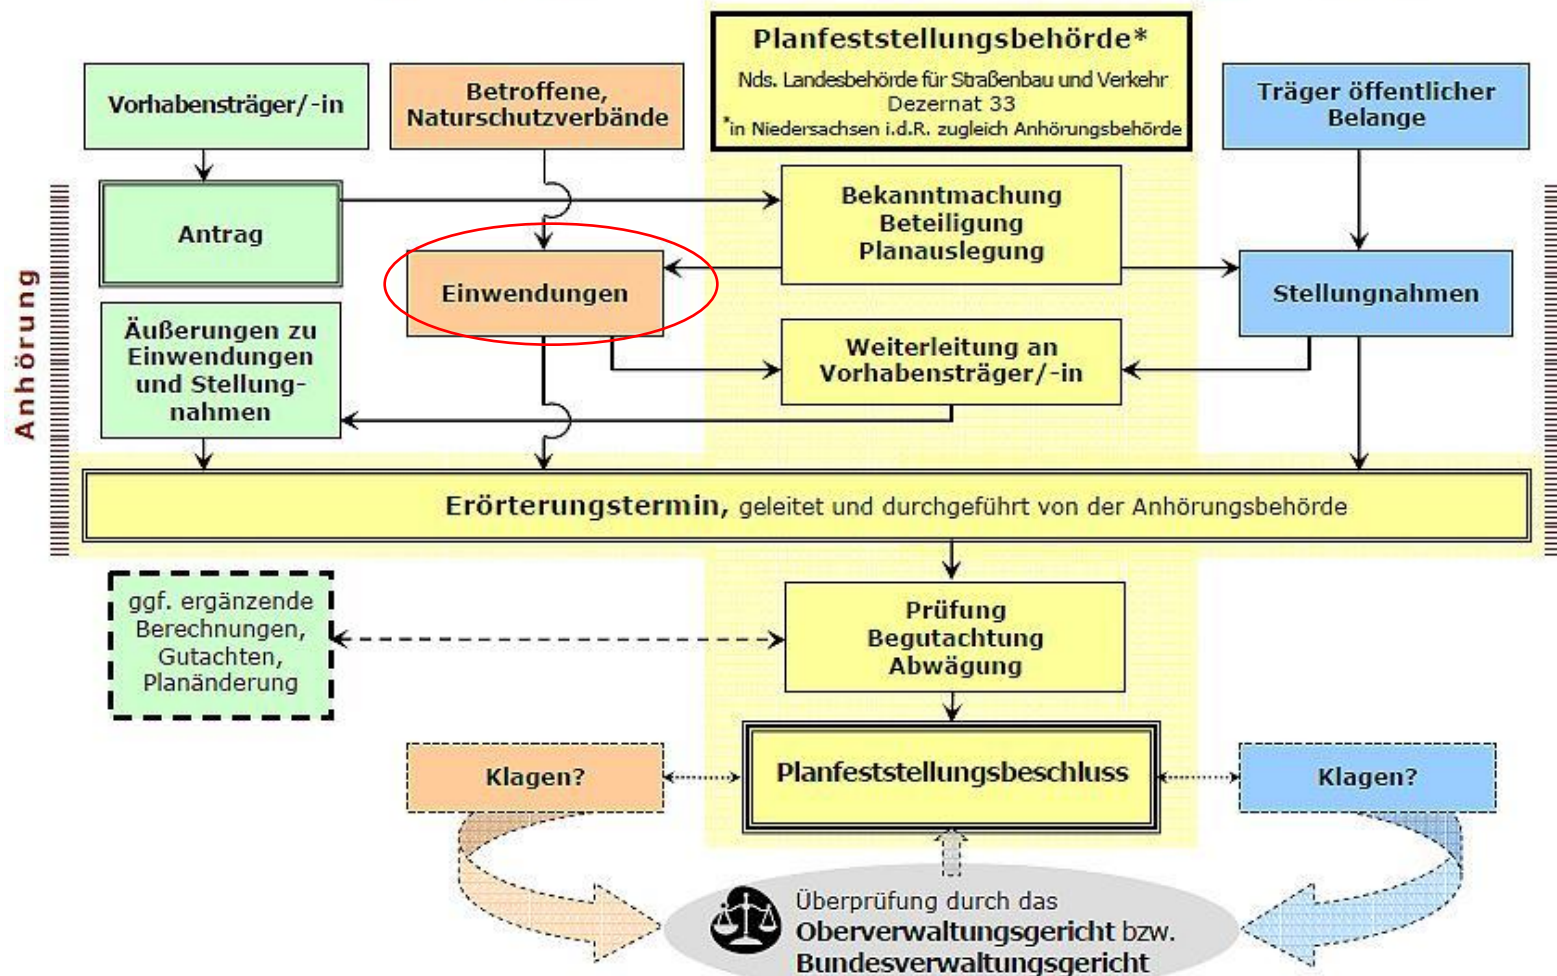 Planfeststellungsbehörde*
Nds. Landesbehörde für Straßenbau und Verkehr
Dezernat 33
*in Niedersachsen i.d.R. zugleich Anhörungsbehörde
Vorhabensträger/-in
Betroffene,
Naturschutzverbände
Träger öffentlicher
Belange
Anhörung
Antrag
Bekanntmachung
Beteiligung
Planauslegung
Einwendungen
Stellungnahmen
Äußerungen zu
Einwendungen
und Stellung-
nahmen
Weiterleitung an
Vorhabensträger/-in
Erörterungstermin, geleitet und durchgeführt von der Anhörungsbehörde
ggf. ergänzende
Berechnungen,
Gutachten,
Planänderung
Prüfung
Begutachtung
Abwägung
Klagen?
Planfeststellungsbeschluss
Klagen?
Überprüfung durch das
Oberverwaltungsgericht bzw.
Bundesverwaltungsgericht